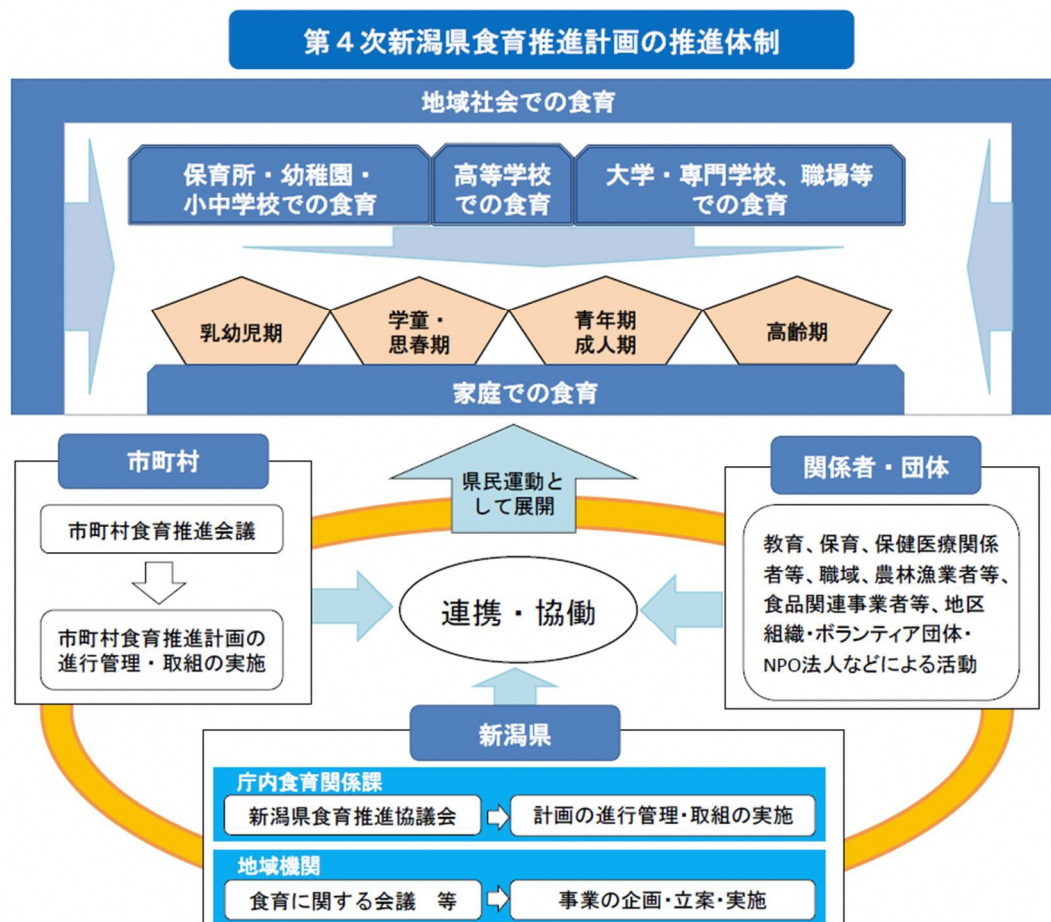 第4次新潟県食育推進計画の推進体制
地域社会での食育
保育所・幼稚園・
小中学校での食育
高等学校
での食育
大学・専門学校、職場等
での食育
乳幼児期
学童・
思春期
青年期
成人期
高齢期
家庭での食育
県民運動と
して展開
市町村
市町村食育推進会議
市町村食育推進計画の
進行管理・取組の実施
連携・協働
関係者・団体
教育、保育、保健医療関係
者等、職域、農林漁業者等、
食品関連事業者等、地区
組織・ボランティア団体・
NPO法人などによる活動
新潟県
庁内食育関係課
新潟県食育推進協議会
計画の進行管理・取組の実施
地域機関
食育に関する会議 等
事業の企画・立案・実施